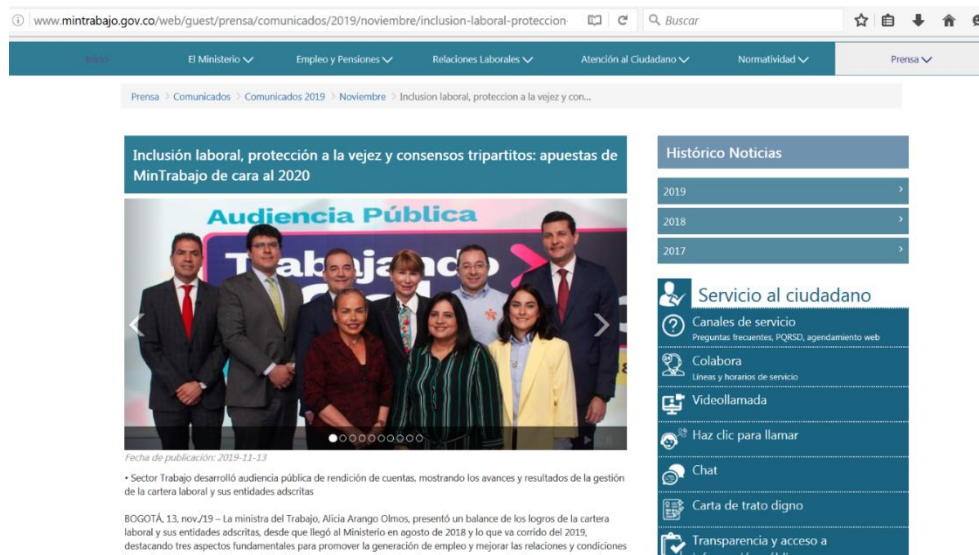 www.mintrabajo.gov.co/web/guest/prensa/comunicados/2019/noviembre/inclusion-laboral-proteccion-
Buscar
Inicio
El Ministerio
Empleo y Pensiones
Relaciones Laborales
Atención al Ciudadano
Normatividad
Prensa
Prensa > Comunicados > Comunicados 2019 > Noviembre > Inclusion laboral, proteccion a la vejez y con...
Inclusión laboral, protección a la vejez y consensos tripartitos: apuestas de
MinTrabajo de cara al 2020
Audiencia Pública
Trabajando
Fecha de publicación: 2019-11-13
• Sector Trabajo desarrolló audiencia pública de rendición de cuentas, mostrando los avances y resultados de la gestión
de la cartera laboral y sus entidades adscritas
BOGOTÁ, 13, nov./19 – La ministra del Trabajo, Alicia Arango Olmos, presentó un balance de los logros de la cartera
laboral y sus entidades adscritas, desde que llegó al Ministerio en agosto de 2018 y lo que va corrido del 2019,
destacando tres aspectos fundamentales para promover la generación de empleo y mejorar las relaciones y condiciones
Histórico Noticias
2019
2018
2017
Servicio al ciudadano
Canales de servicio
Preguntas frecuentes, PQRSD, agendamiento web
Colabora
Líneas y horarios de servicio
Videollamada
Haz clic para llamar
Chat
Carta de trato digno
Transparencia y acceso a